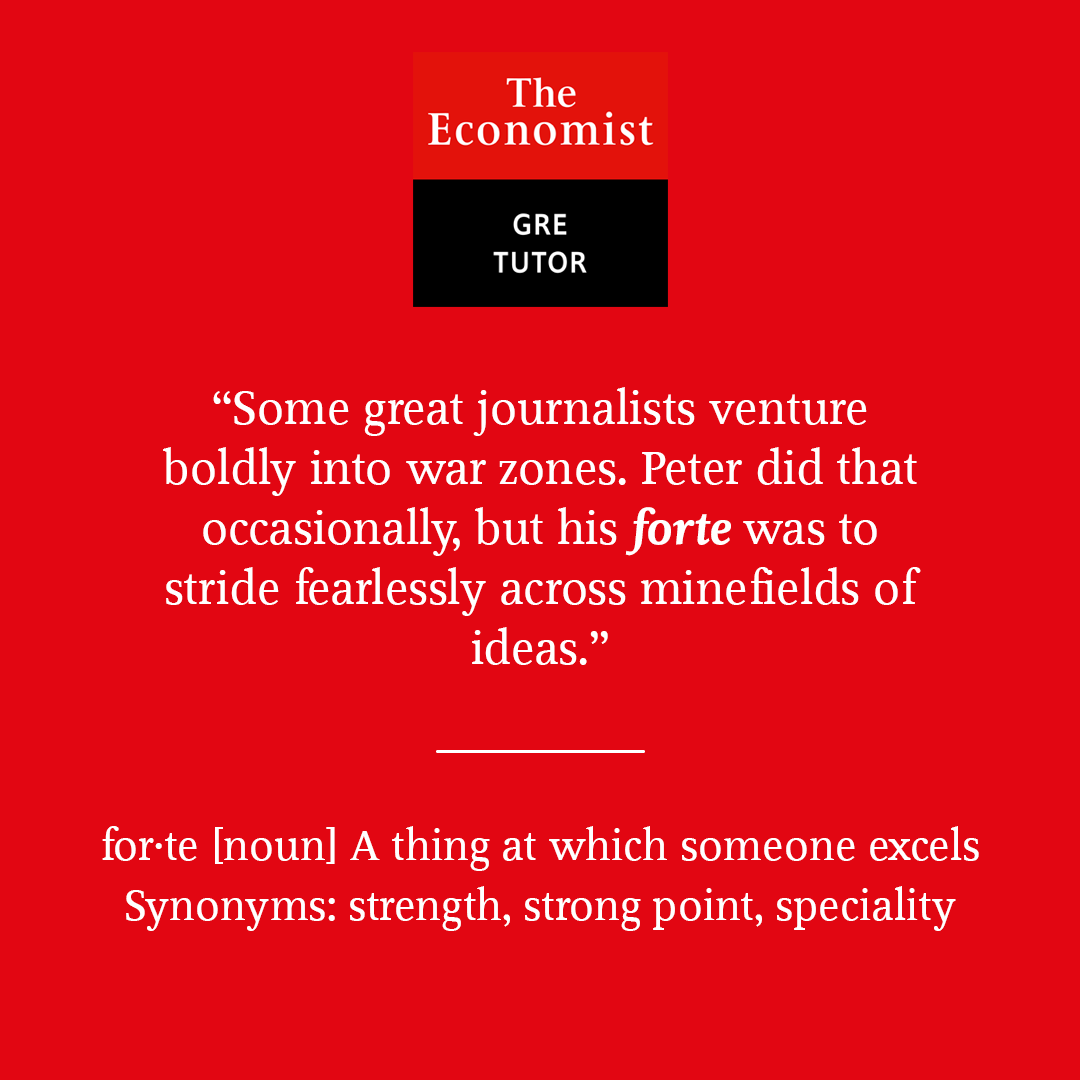 The
Economist
GRE
TUTOR
“Some great journalists venture
boldly into war zones. Peter did that
occasionally, but his forte was to
stride fearlessly across minefields of
ideas.”
for·te [noun] A thing at which someone excels
Synonyms: strength, strong point, speciality